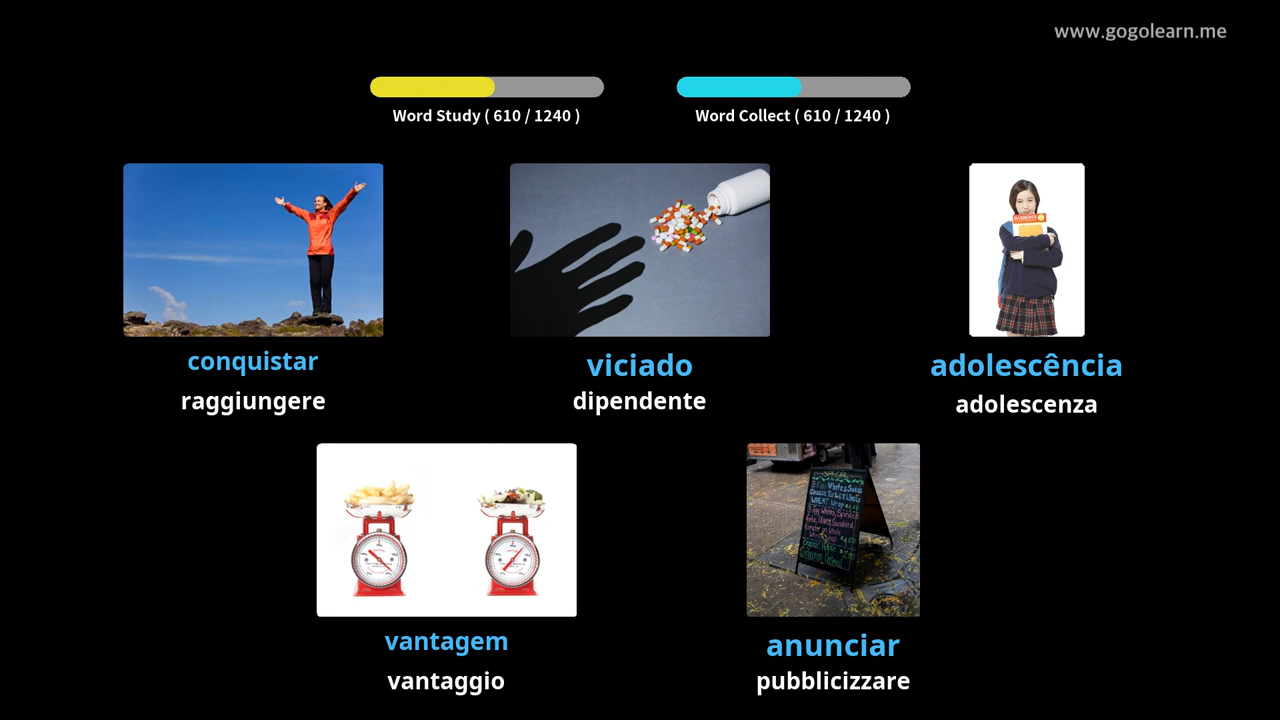 www.gogolearn.me
Word Study ( 610 / 1240 )
Word Collect ( 610 / 1240 )
conquistar
raggiungere
viciado
dipendente
adolescência
adolescenza
vantagem
vantaggio
anunciar
pubblicizzare